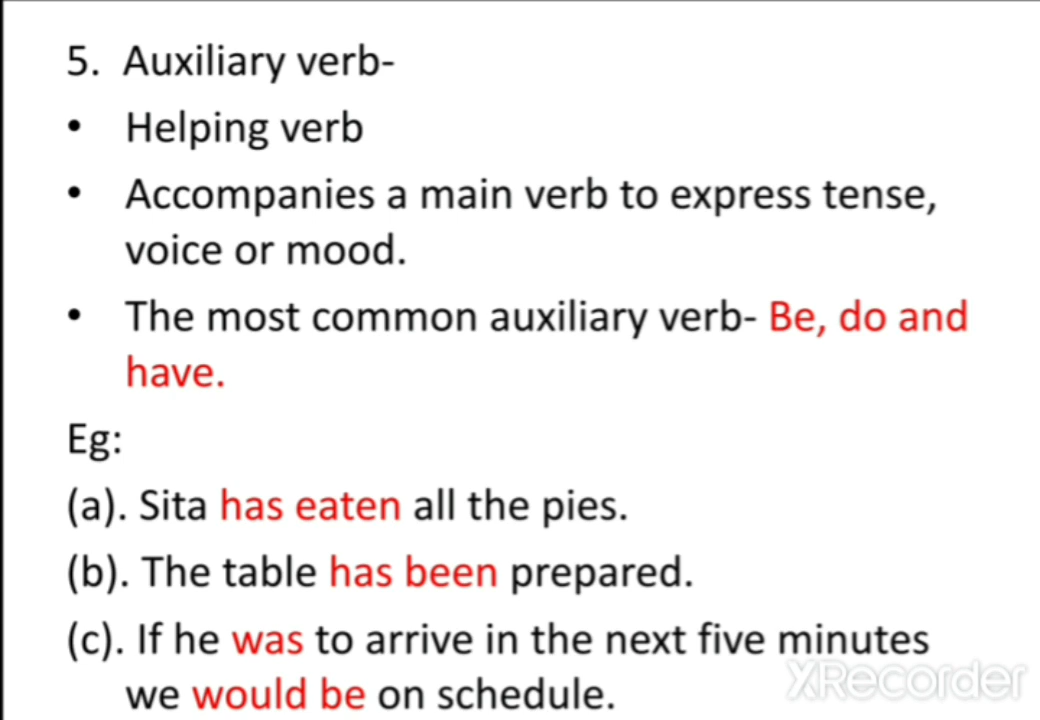 5. Auxiliary verb-
• Helping verb
• Accompanies a main verb to express tense,
voice or mood.
• The most common auxiliary verb- Be, do and
have.
Eg:
(a). Sita has eaten all the pies.
(b). The table has been prepared.
(c). If he was to arrive in the next five minutes
we would be on schedule.
XRecorder